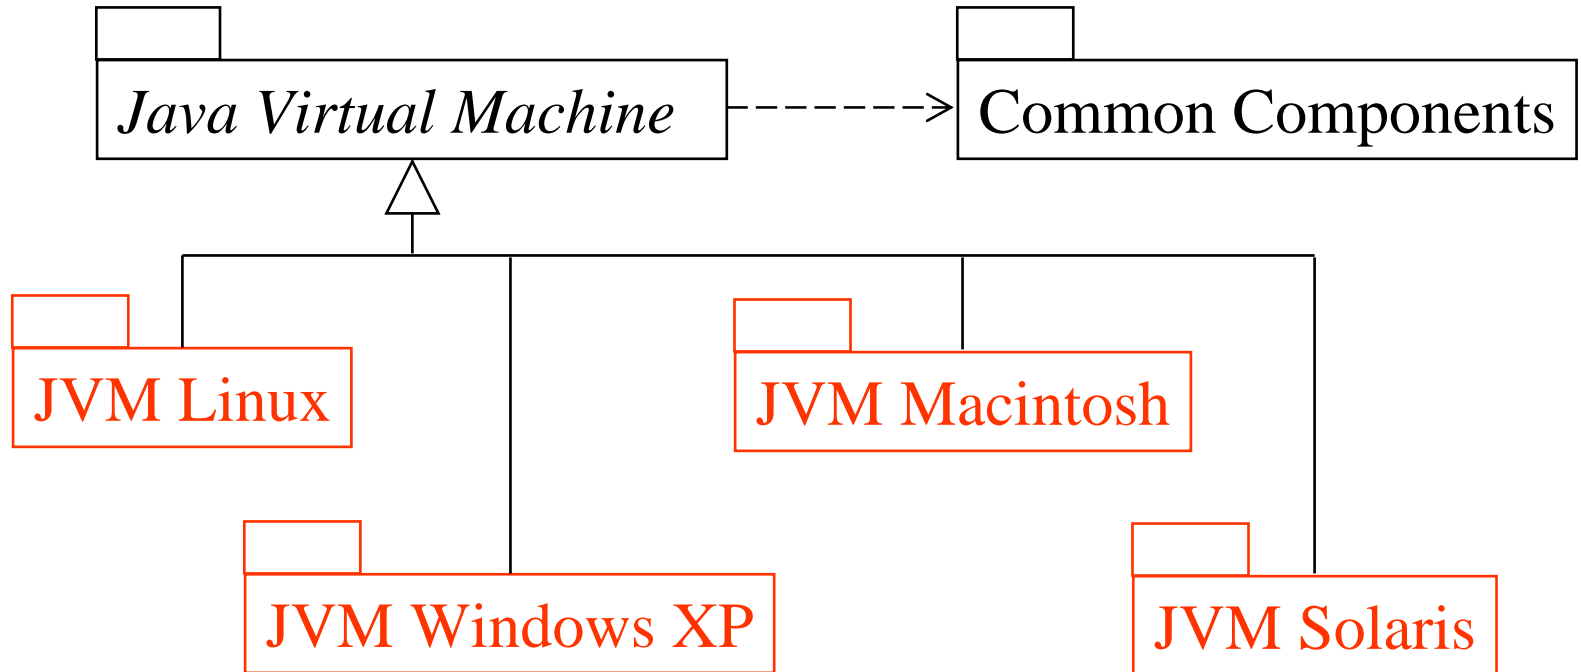 Java Virtual Machine
Common Components
JVM Linux
JVM Macintosh
JVM Windows XP
JVM Solaris